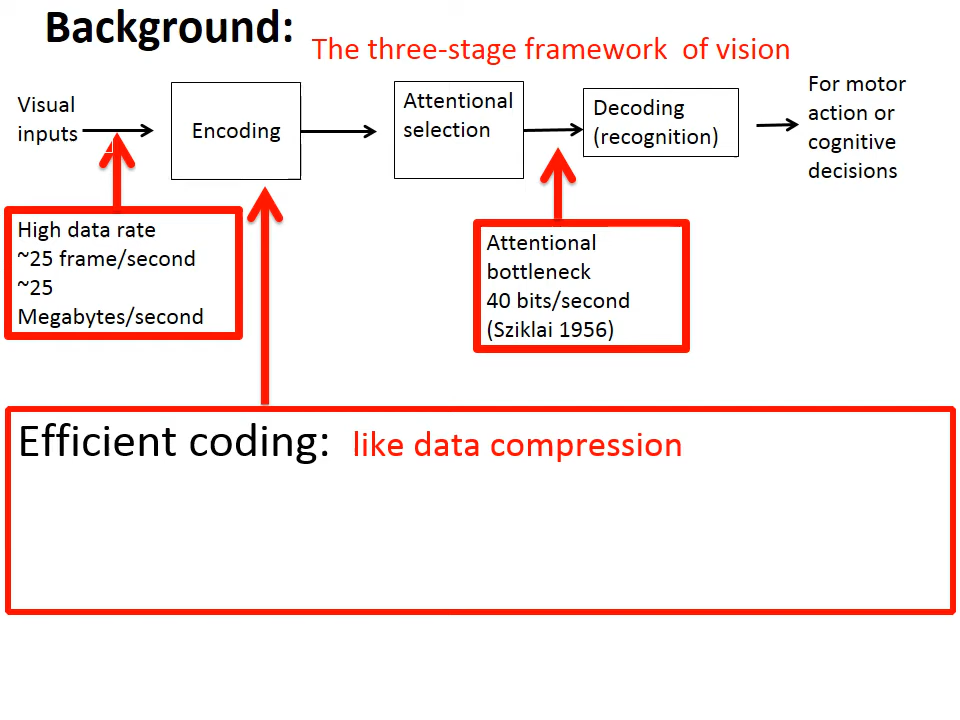 Background:
The three-stage framework of vision
Visual
inputs
Encoding
Attentional
selection
Decoding
(recognition)
For motor
action or
cognitive
decisions
High data rate
~25 frame/second
~25
Megabytes/second
Attentional
bottleneck
40 bits/second
(Sziklai 1956)
Efficient coding: like data compression